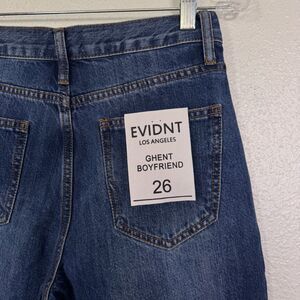 EVIDNT
LOS ANGELES
GHENT
BOYFRIEND
26